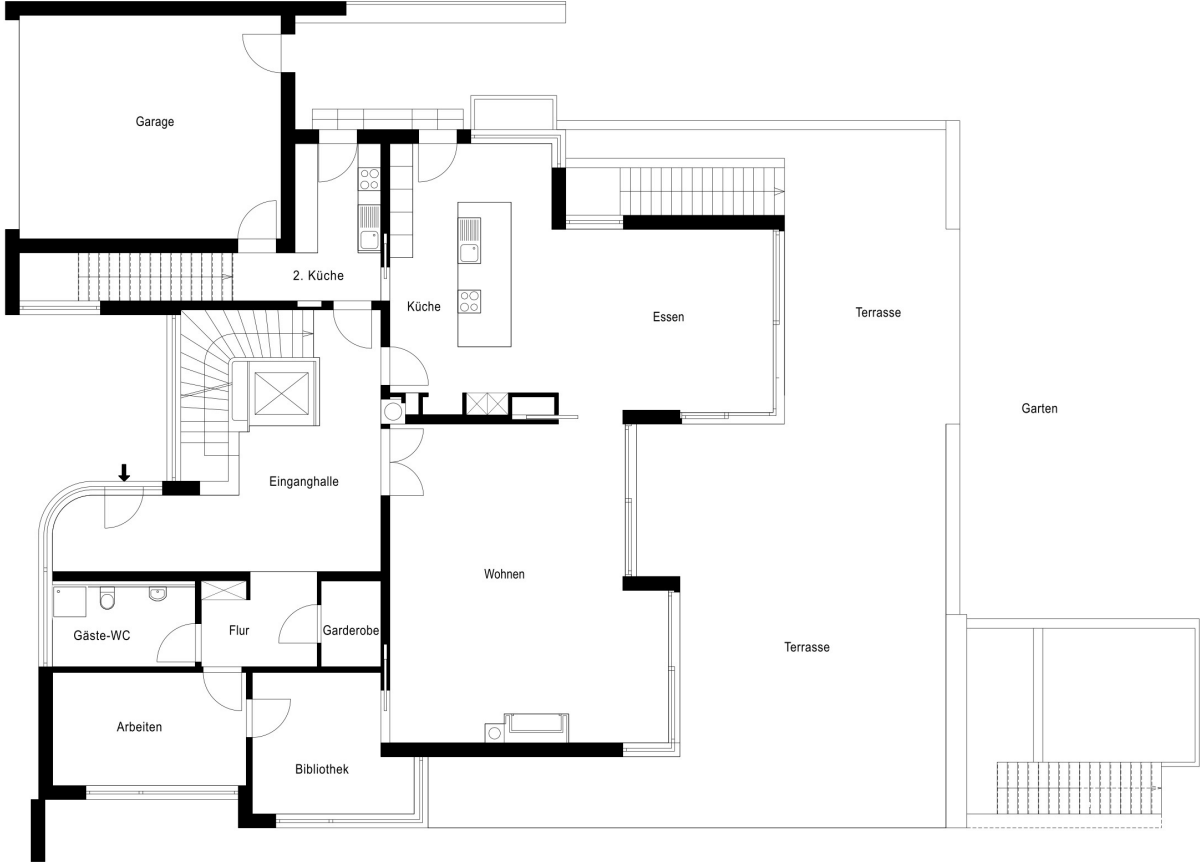 Garage
2. Küche
Küche
Essen
Terrasse
Garten
Einganghalle
Wohnen
Gäste-WC
Flur
Garderobe
Terrasse
Arbeiten
Bibliothek